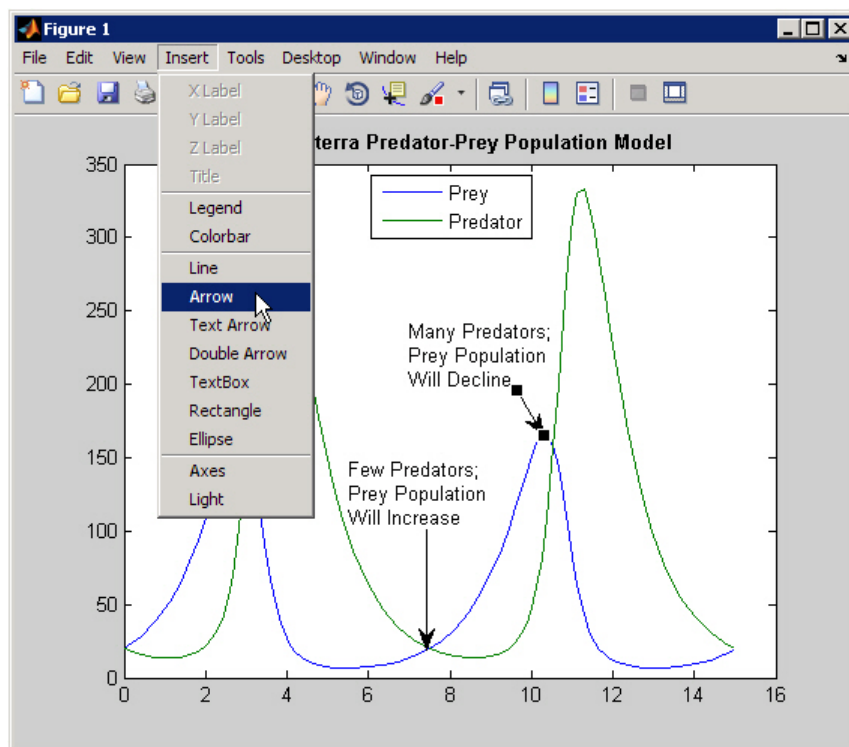 Figure 1
File Edit View Insert Tools Desktop Window Help
X Label
Y Label
Z Label
Title
Legend
Colorbar
Line
Arrow
Text Arrow
Double Arrow
TextBox
Rectangle
Ellipse
Axes
Light
terra Predator-Prey Population Model
Prey
Predator
350
300
250
200
150
100
50
0
Many Predators;
Prey Population
Will Decline
Few Predators;
Prey Population
Will Increase
0 2 4 6 8 10 12 14 16